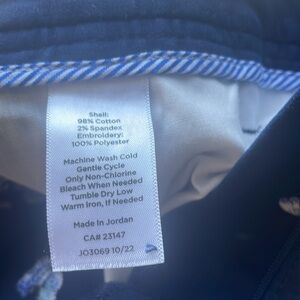 Shell:
98% Cotton
2% Spandex
Embroidery:
100% Polyester
Machine Wash Cold
Gentle Cycle
Only Non-Chlorine
Bleach When Needed
Tumble Dry Low
Warm Iron, If Needed
Made in Jordan
CA# 23147
JO3069 10/22